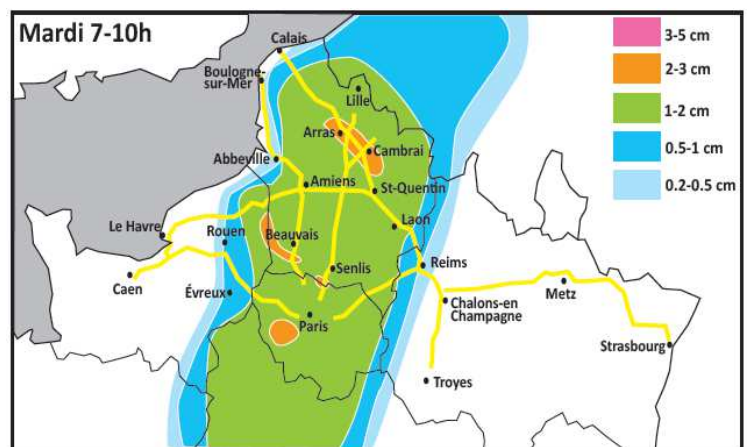 Mardi 7-10h
Calais
Boulogne-
sur-Mer
Lille
Arras
Cambrai
Abbeville
Amiens
St-Quentin
Le Havre
Rouen
Beauvais
Laon
Caen
Senlis
Reims
Évreux
Paris
Chalons-en
Champagne
Metz
Strasbourg
Troyes
3-5 cm
2-3 cm
1-2 cm
0.5-1 cm
0.2-0.5 cm